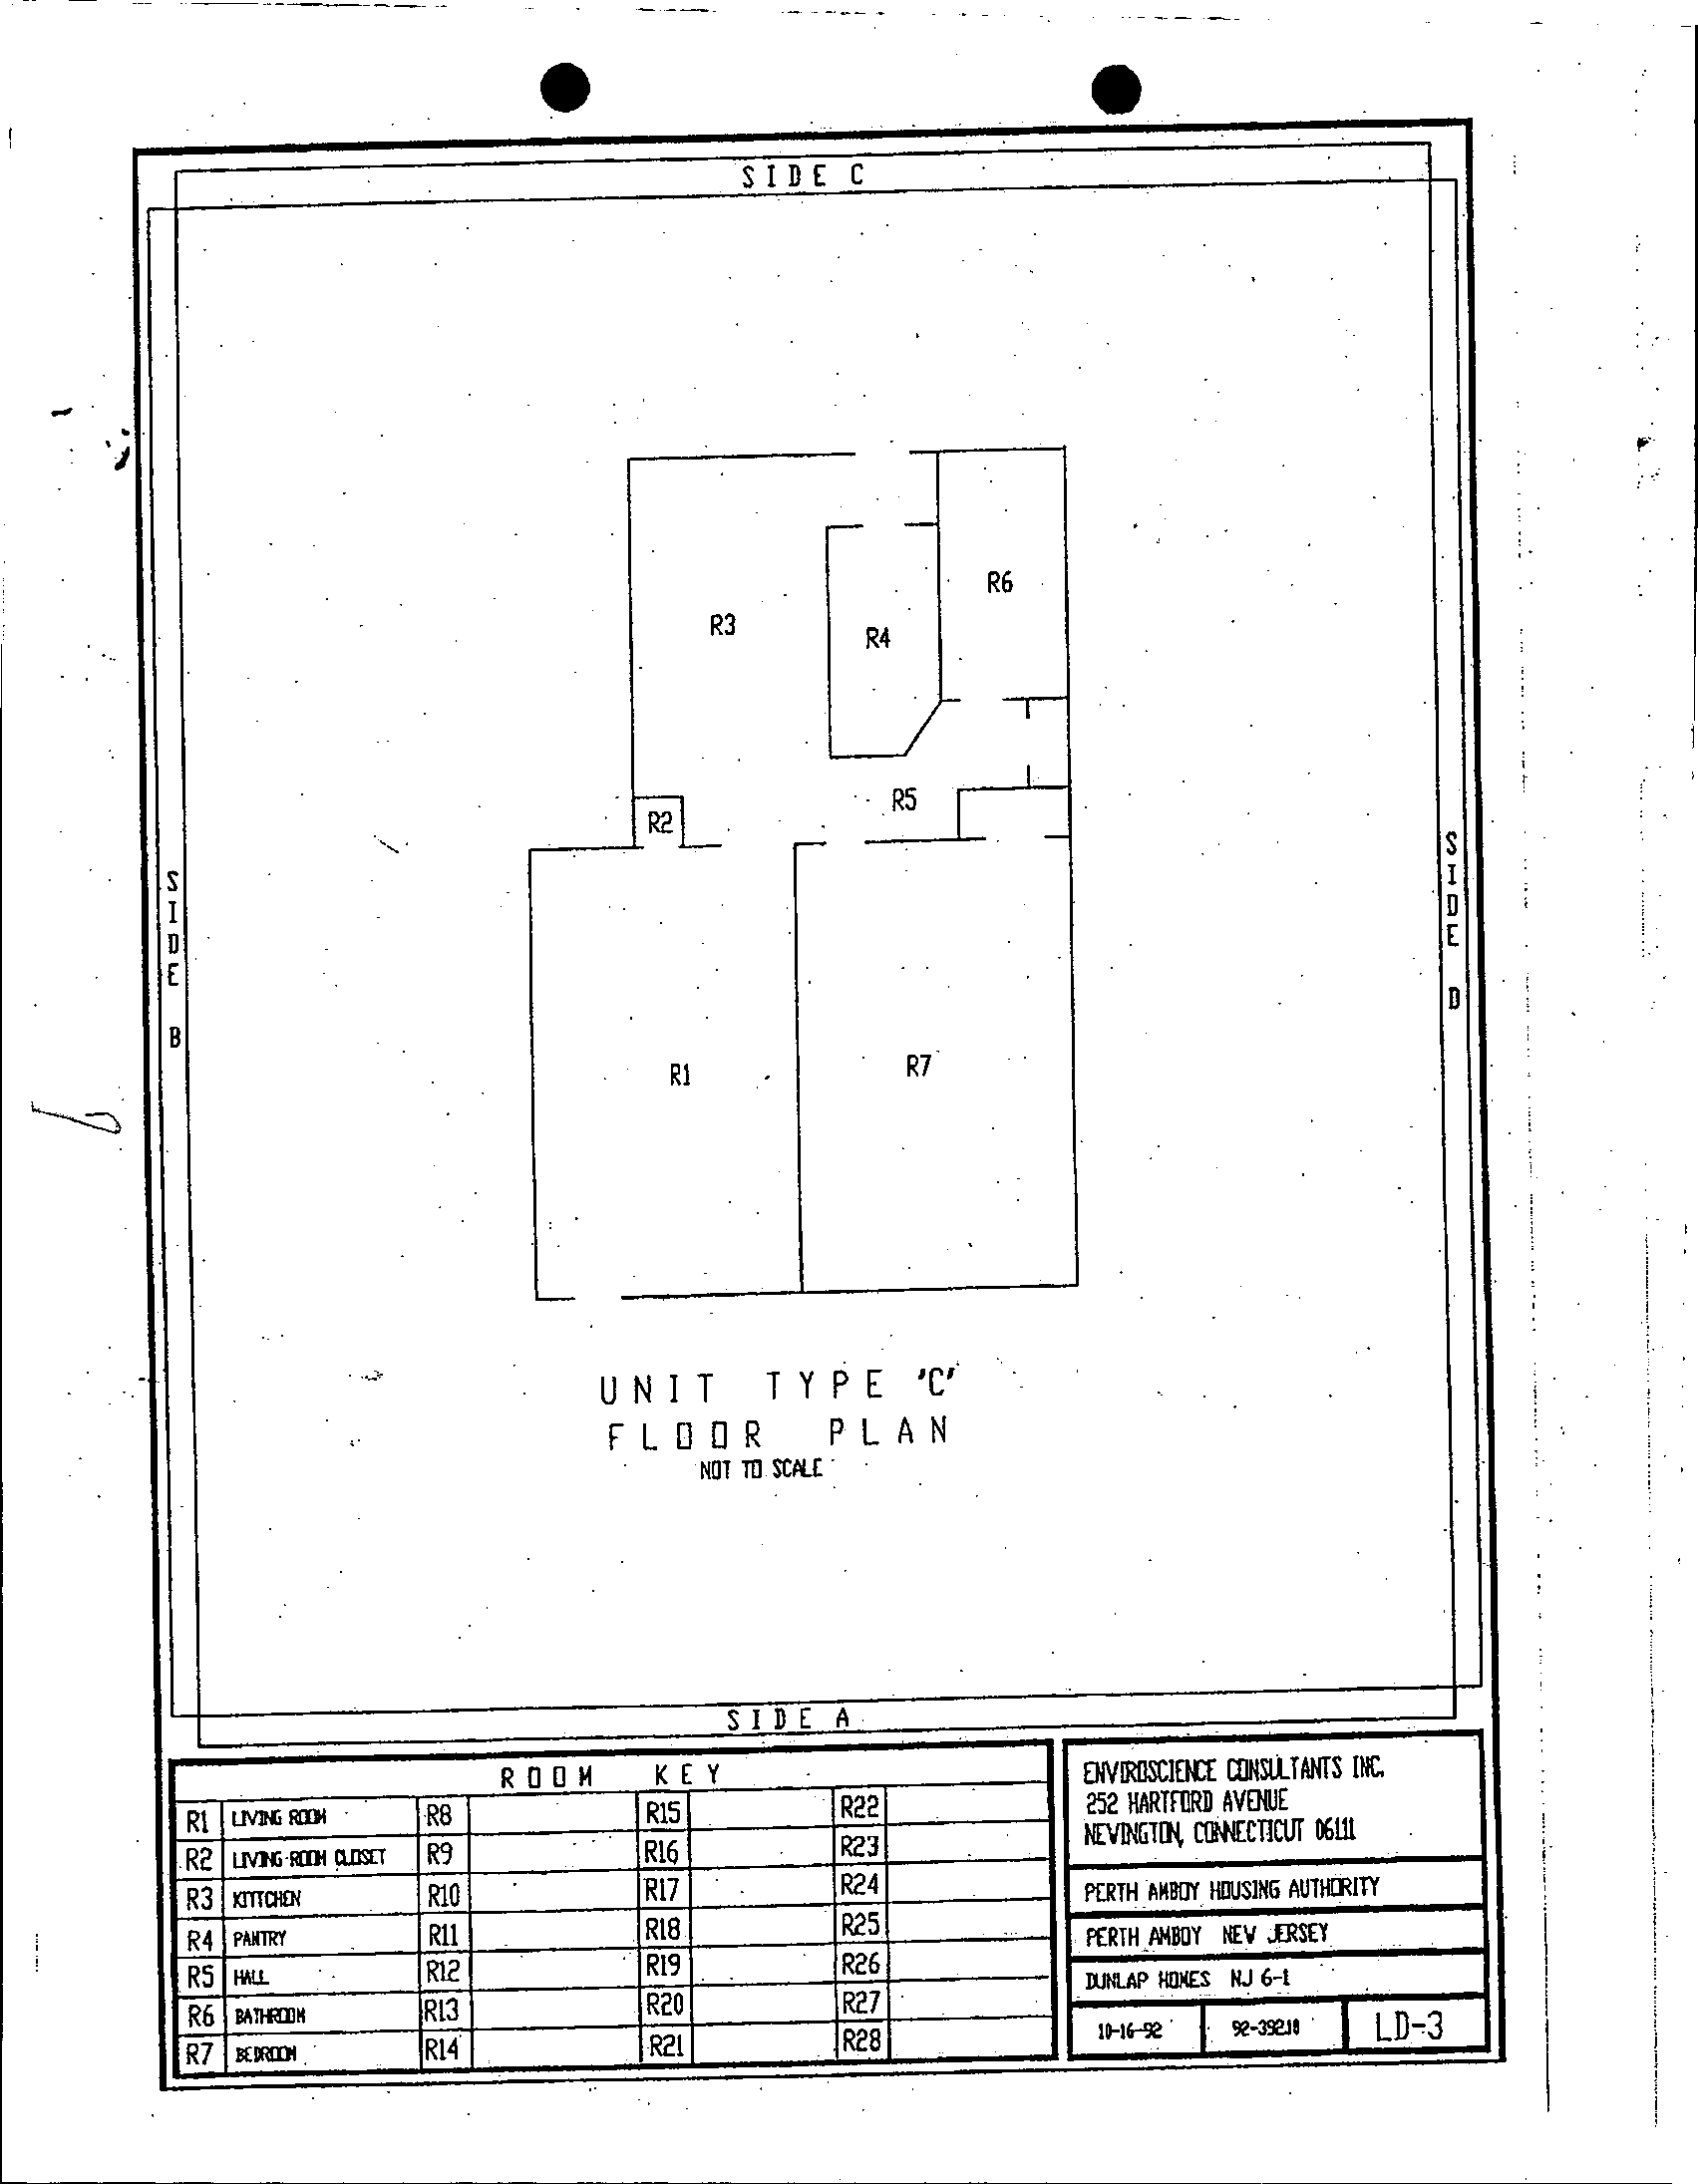 SIDE C
R6
R3
R4
R5
R2
SIDE B
SIDE D
R1
R7
UNIT TYPE 'C'
FLOOR PLAN
NOT TO SCALE
SIDE A
ROOM KEY
R1 LIVING ROOM R8 R15 R22
R2 LIVING ROOM CLOSET R9 R16 R23
R3 KITTCHEN R10 R17 R24
R4 PANTRY R11 R18 R25
R5 HALL R12 R19 R26
R6 BATHROOM R13 R20 R27
R7 BEDROOM R14 R21 R28
ENVIROSCIENCE CONSULTANTS INC.
252 HARTFORD AVENUE
NEWINGTON, CONNECTICUT 06111
PERTH AMBOY HOUSING AUTHORITY
PERTH AMBOY NEW JERSEY
DUNLAP HOMES NJ 6-1
10-16-92 LD-3